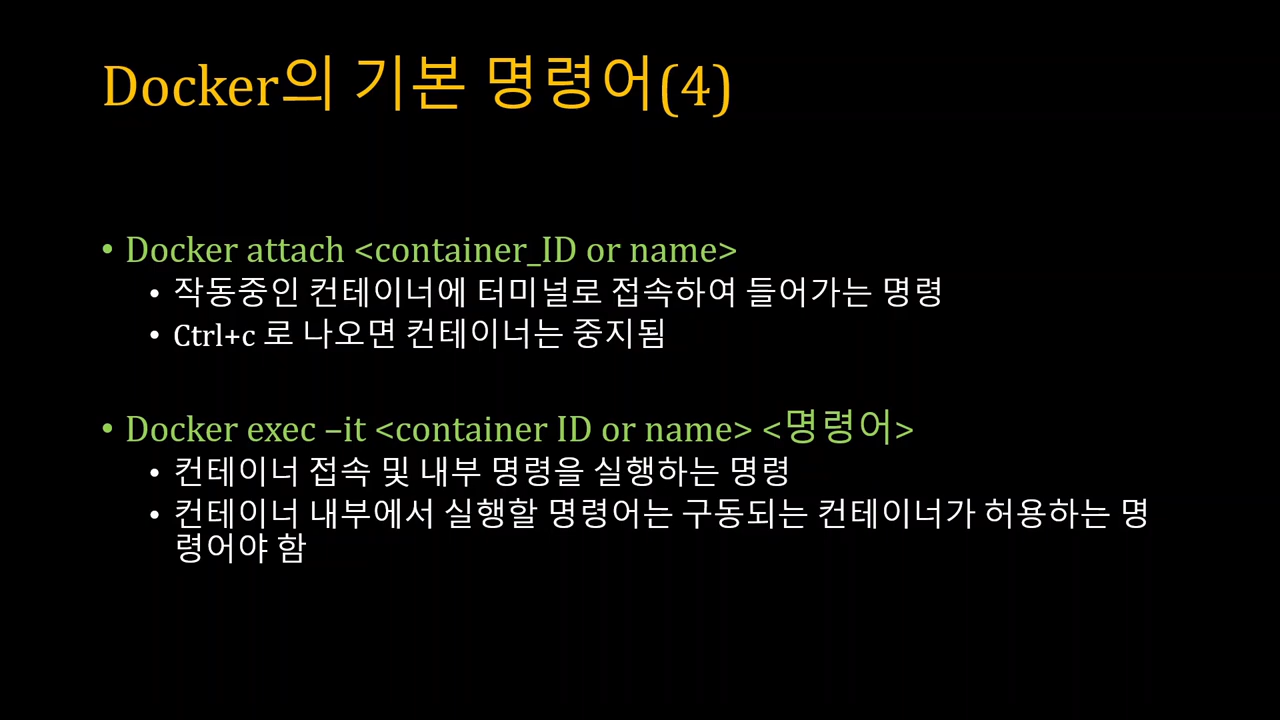 Docker의 기본 명령어(4)
• Docker attach <container_ID or name>
• 작동중인 컨테이너에 터미널로 접속하여 들어가는 명령
• Ctrl+c 로 나오면 컨테이너는 중지됨
• Docker exec –it <container ID or name> <명령어>
• 컨테이너 접속 및 내부 명령을 실행하는 명령
• 컨테이너 내부에서 실행할 명령어는 구동되는 컨테이너가 허용하는 명
령어야 함